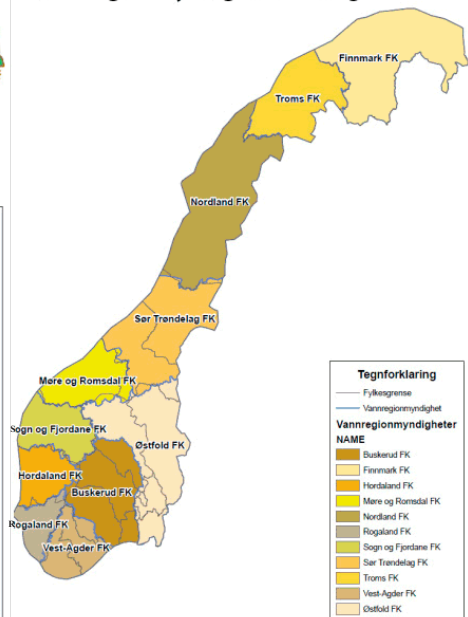 Finnmark FK
Troms FK
Nordland FK
Sør Trøndelag FK
Møre og Romsdal FK
Sogn og Fjordane FK
Østfold FK
Hordaland FK
Buskerud FK
Rogaland FK
Vest-Agder FK
Tegnforklaring
Fylkesgrense
Vannregionmyndighet
Vannregionmyndigheter
NAME
Buskerud FK
Finnmark FK
Hordaland FK
Møre og Romsdal FK
Nordland FK
Rogaland FK
Sogn og Fjordane FK
Sør Trøndelag FK
Troms FK
Vest-Agder FK
Østfold FK